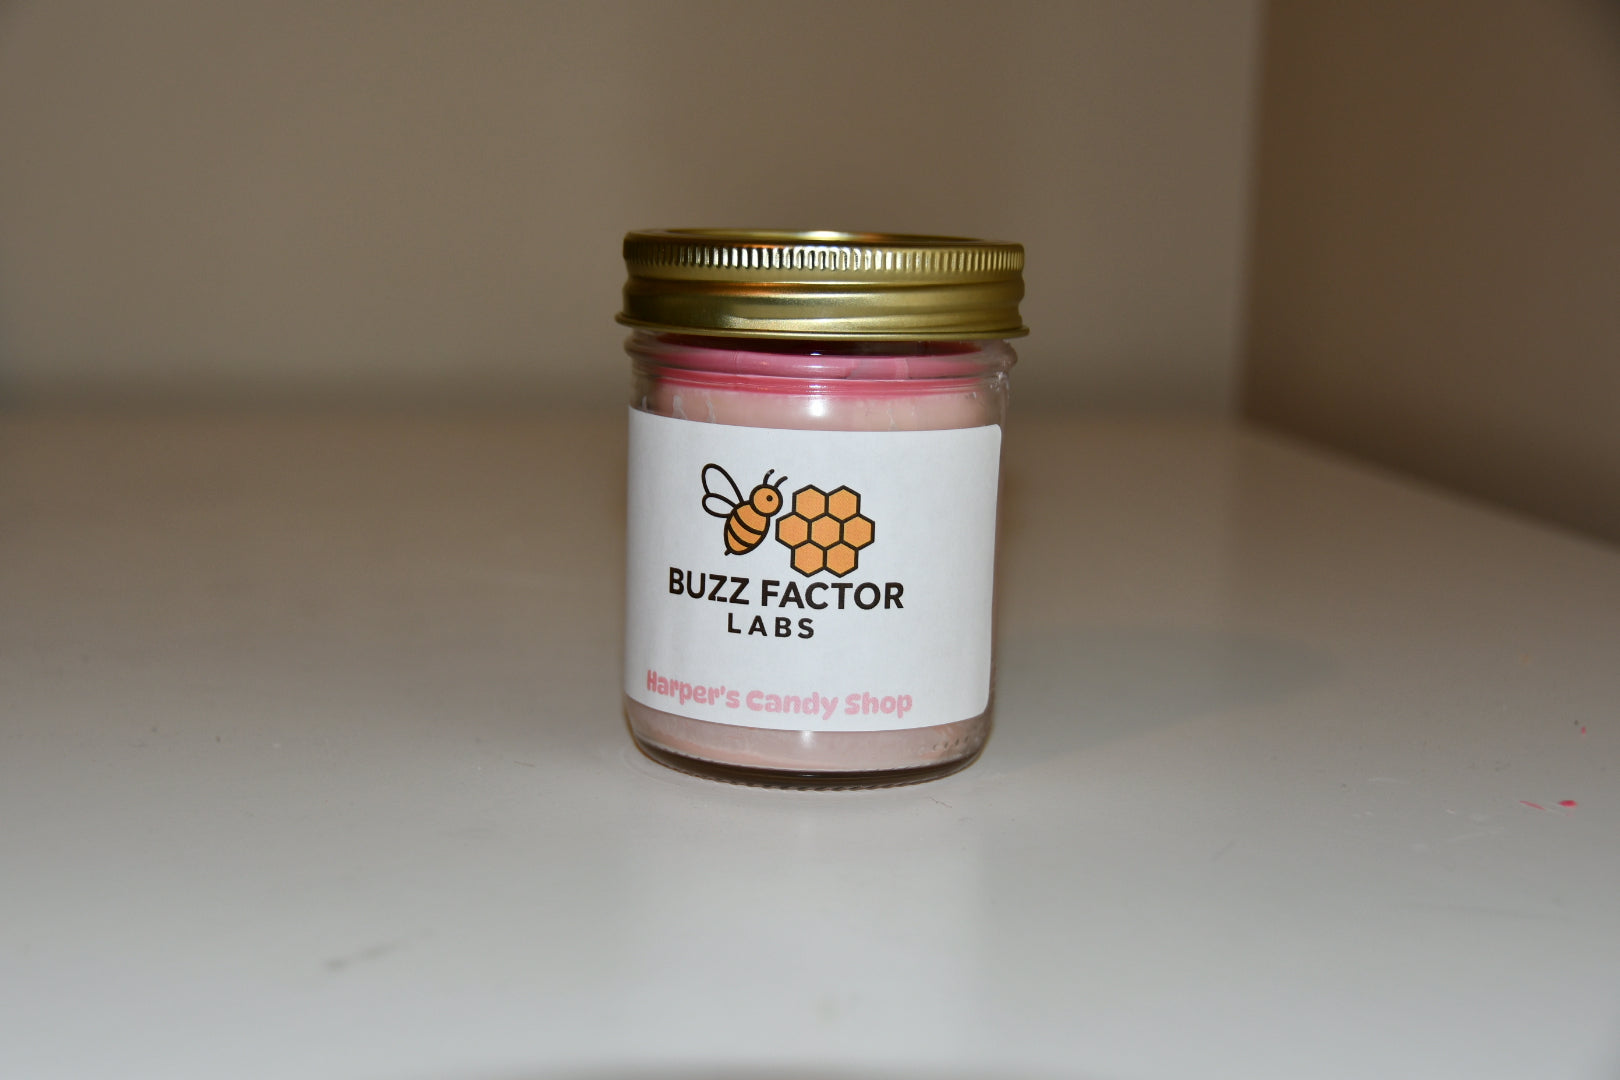 BUZZ FACTOR
LABS
Harper's Candy Shop